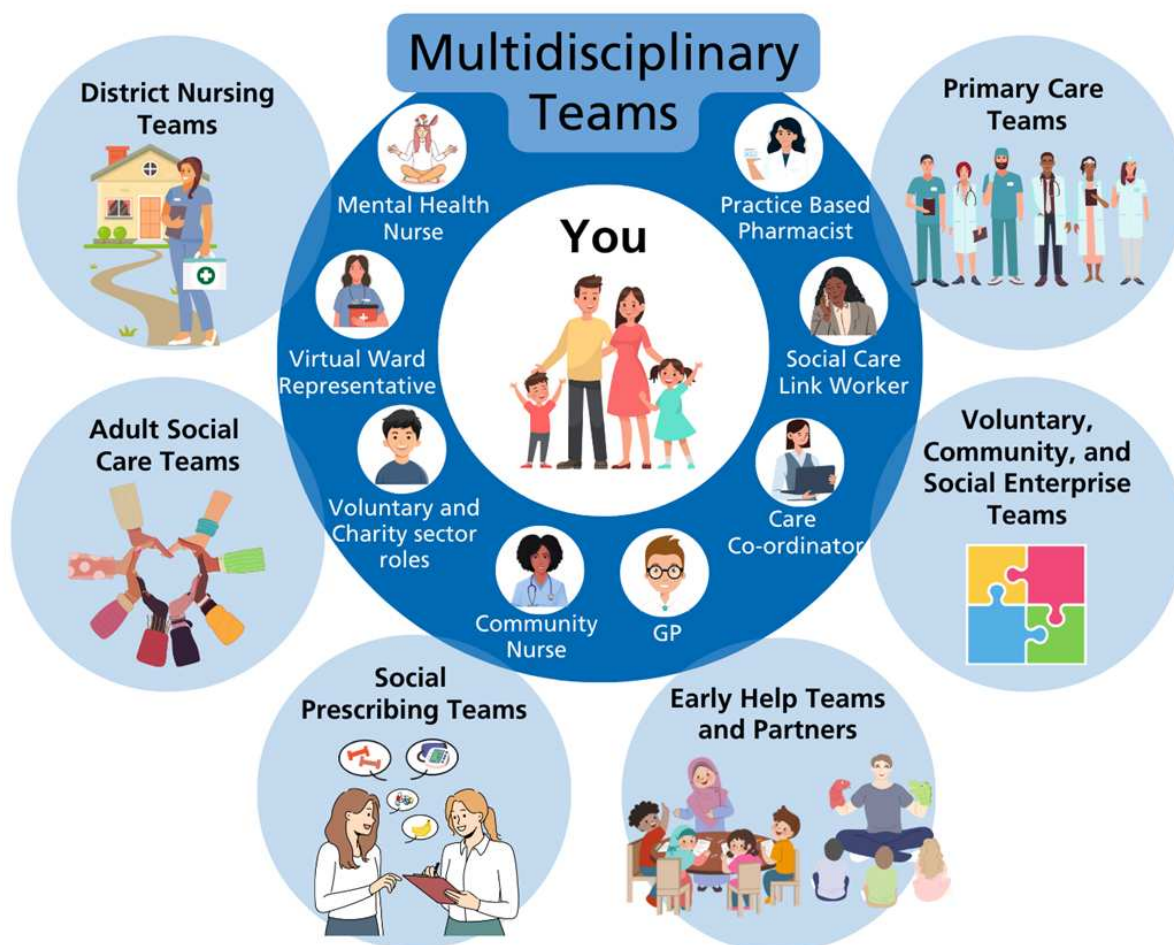 Multidisciplinary
Teams
District Nursing
Teams
Primary Care
Teams
Mental Health
Nurse
Practice Based
Pharmacist
You
Virtual Ward
Representative
Social Care
Link Worker
Adult Social
Care Teams
Voluntary,
Community, and
Social Enterprise
Teams
Voluntary and
Charity sector
roles
Care
Co-ordinator
Community
Nurse
GP
Social
Prescribing Teams
Early Help Teams
and Partners